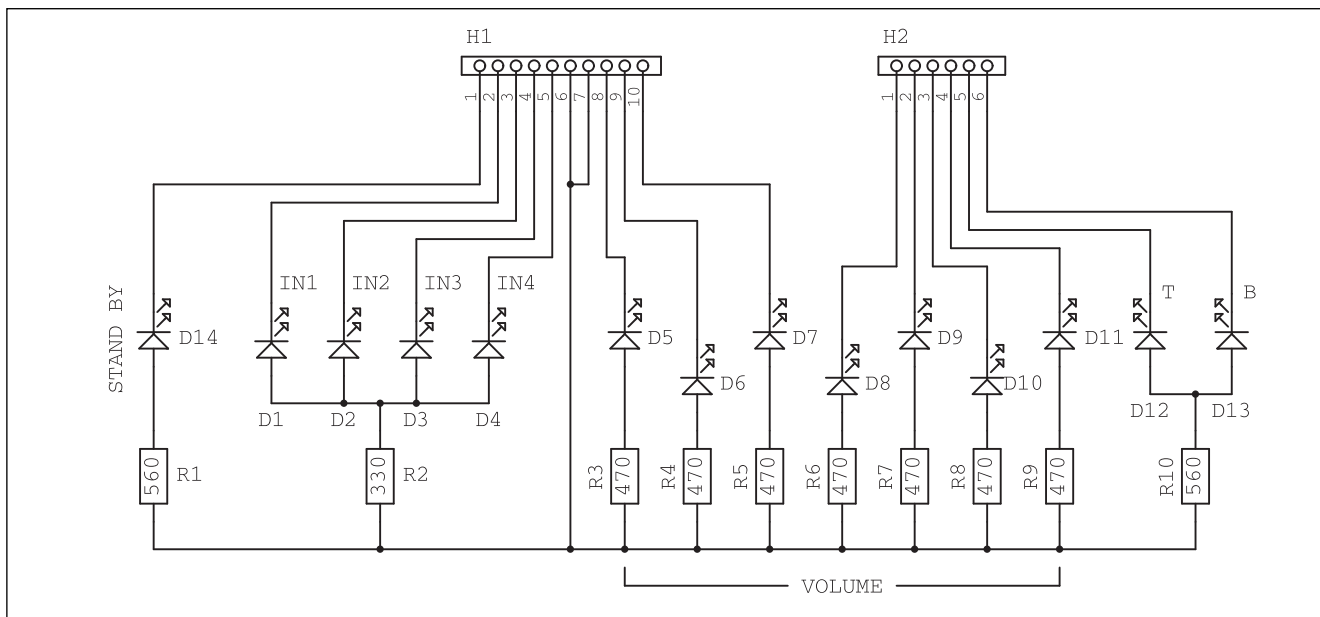 H1 H2
1 2 3 4 5 6 7 8 9 10 1 2 3 4 5 6
IN1 IN2 IN3 IN4 T B
STAND BY D14 D5 D7 D9 D11
D6 D8 D10
D1 D2 D3 D4 D12 D13
560 R1 330 R2 R3 470 R4 470 R5 470 R6 470 R7 470 R8 470 R9 470 R10 560
VOLUME